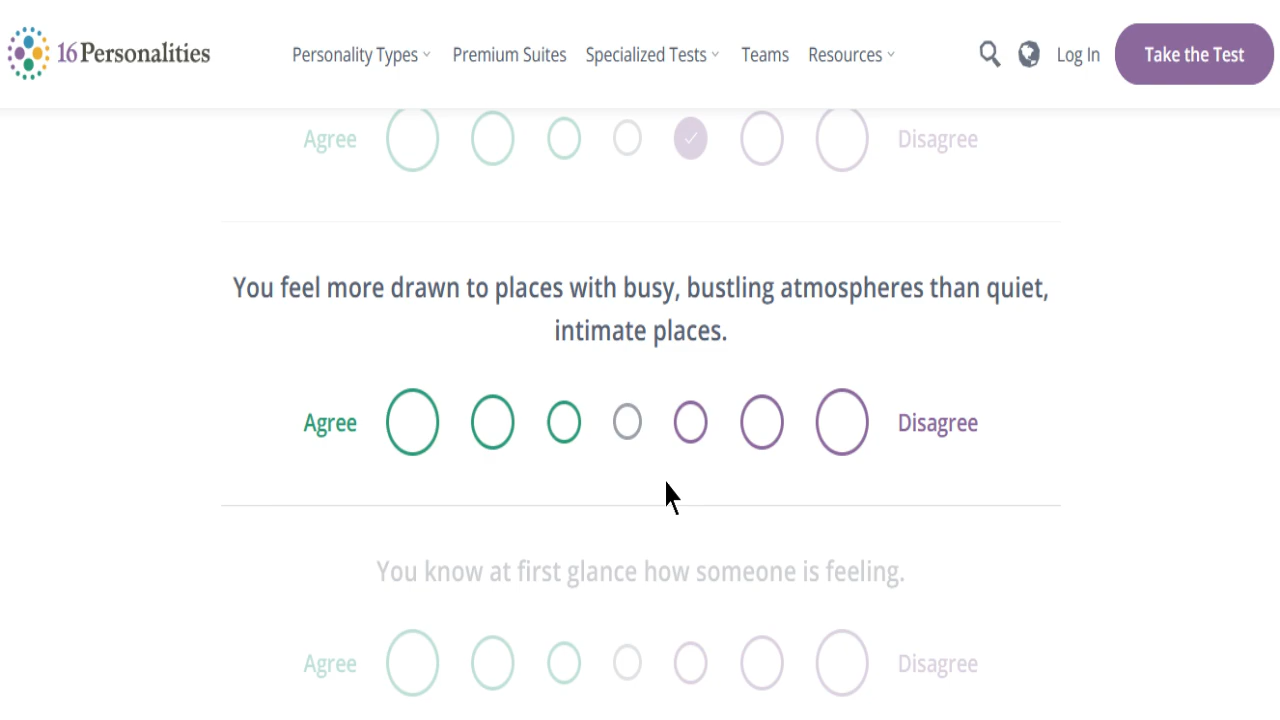 16Personalities
Personality Types
Premium Suites
Specialized Tests
Teams
Resources
Log In
Take the Test
Agree
Disagree
You feel more drawn to places with busy, bustling atmospheres than quiet,
intimate places.
Agree
Disagree
You know at first glance how someone is feeling.
Agree
Disagree